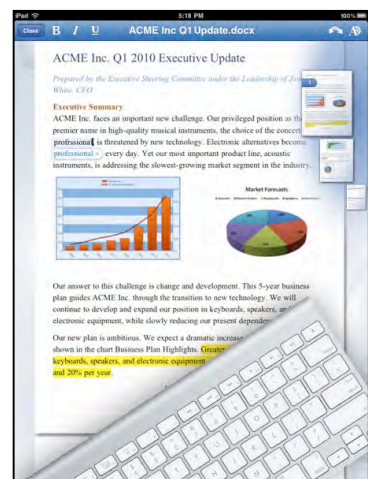 iPad 5:18 PM 100%
Close B I U ACME Inc Q1 Update.docx
ACME Inc. Q1 2010 Executive Update
Prepared by the Executive Steering Committee under the Leadership of
White, CFO
Executive Summary
ACME Inc. faces an important new challenge. Our privileged position as the
premier name in high-quality musical instruments, the choice of the concert
profrssional, is threatened by new technology. Electronic alternatives become
professional × every day. Yet our most important product line, acoustic
instruments, is addressing the slowest-growing market segment in the industry.
Market Forecasts
Our answer to this challenge is change and development. This 5-year business
plan guides ACME Inc. through the transition to new technology. We will
continue to develop and expand our position in keyboards, speakers, and
electronic equipment, while slowly reducing our present
Our new plan is ambitious. We expect a dramatic increase
shown in the chart Business Plan Highlights. Greater
keyboards, speakers, and electronic equipment
and 20% per year.